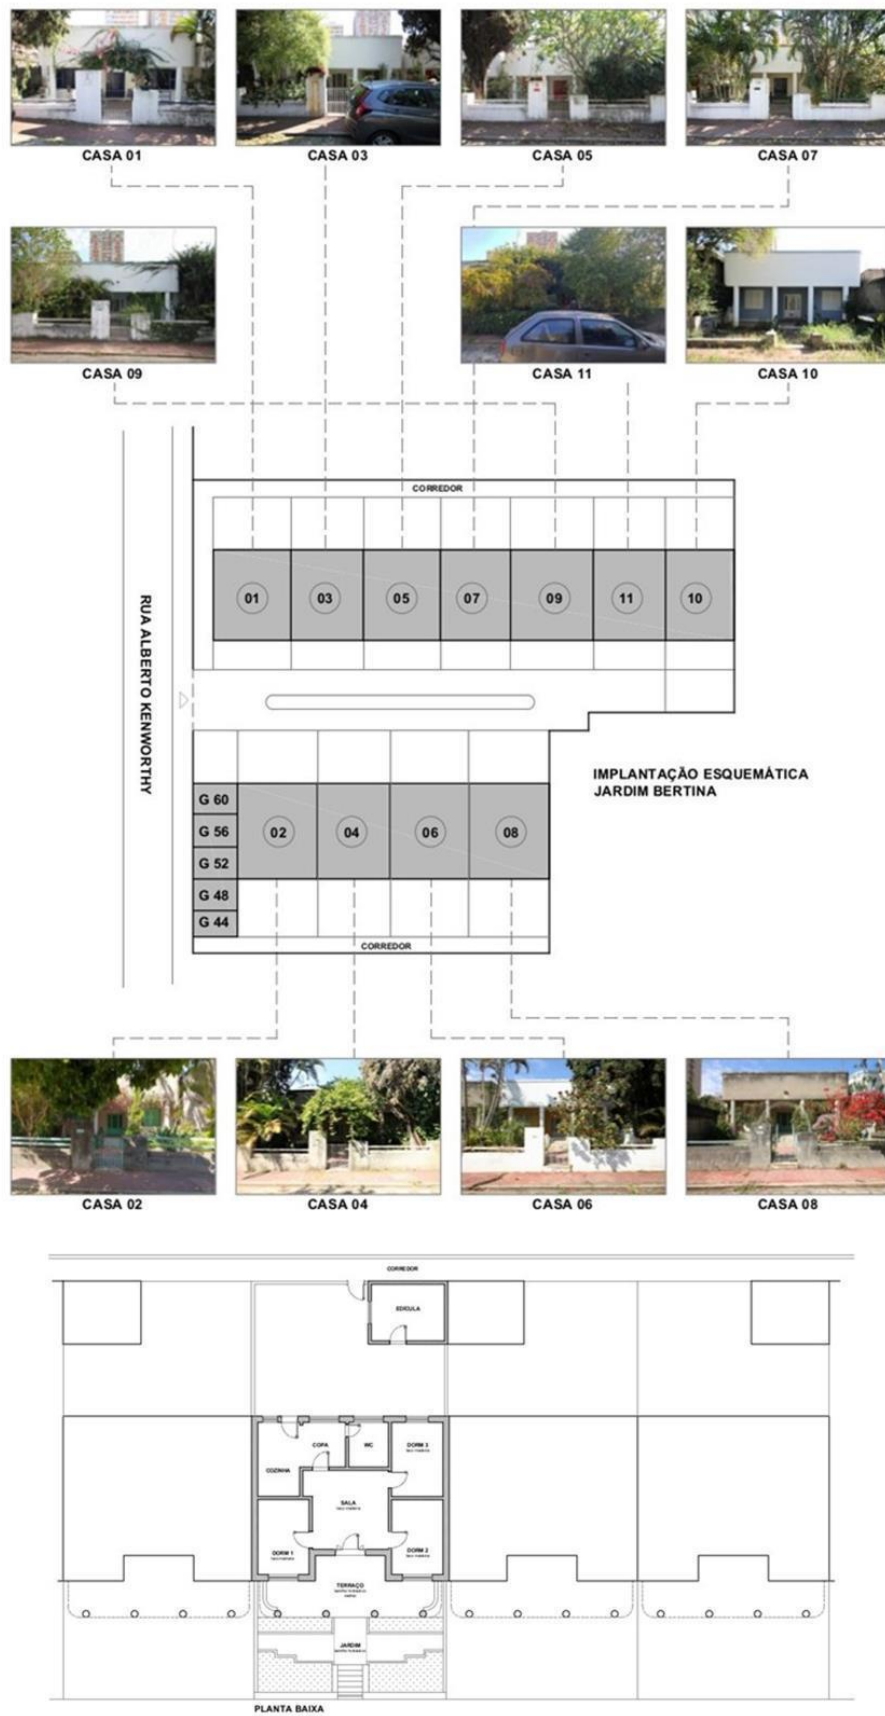 CASA 01
CASA 03
CASA 05
CASA 07
CASA 09
CASA 11
CASA 10
CORREDOR
01
03
05
07
09
11
10
RUA ALBERTO KENWORTHY
IMPLANTAÇÃO ESQUEMÁTICA
JARDIM BERTINA
G 60
G 56
G 52
G 48
G 44
02
04
06
08
CORREDOR
CASA 02
CASA 04
CASA 06
CASA 08
CORREDOR
EDÍCULA
COPA
WC
DORM 3
COZINHA
SALA
DORM 1
DORM 2
TERRAÇO
JARDIM
PLANTA BAIXA